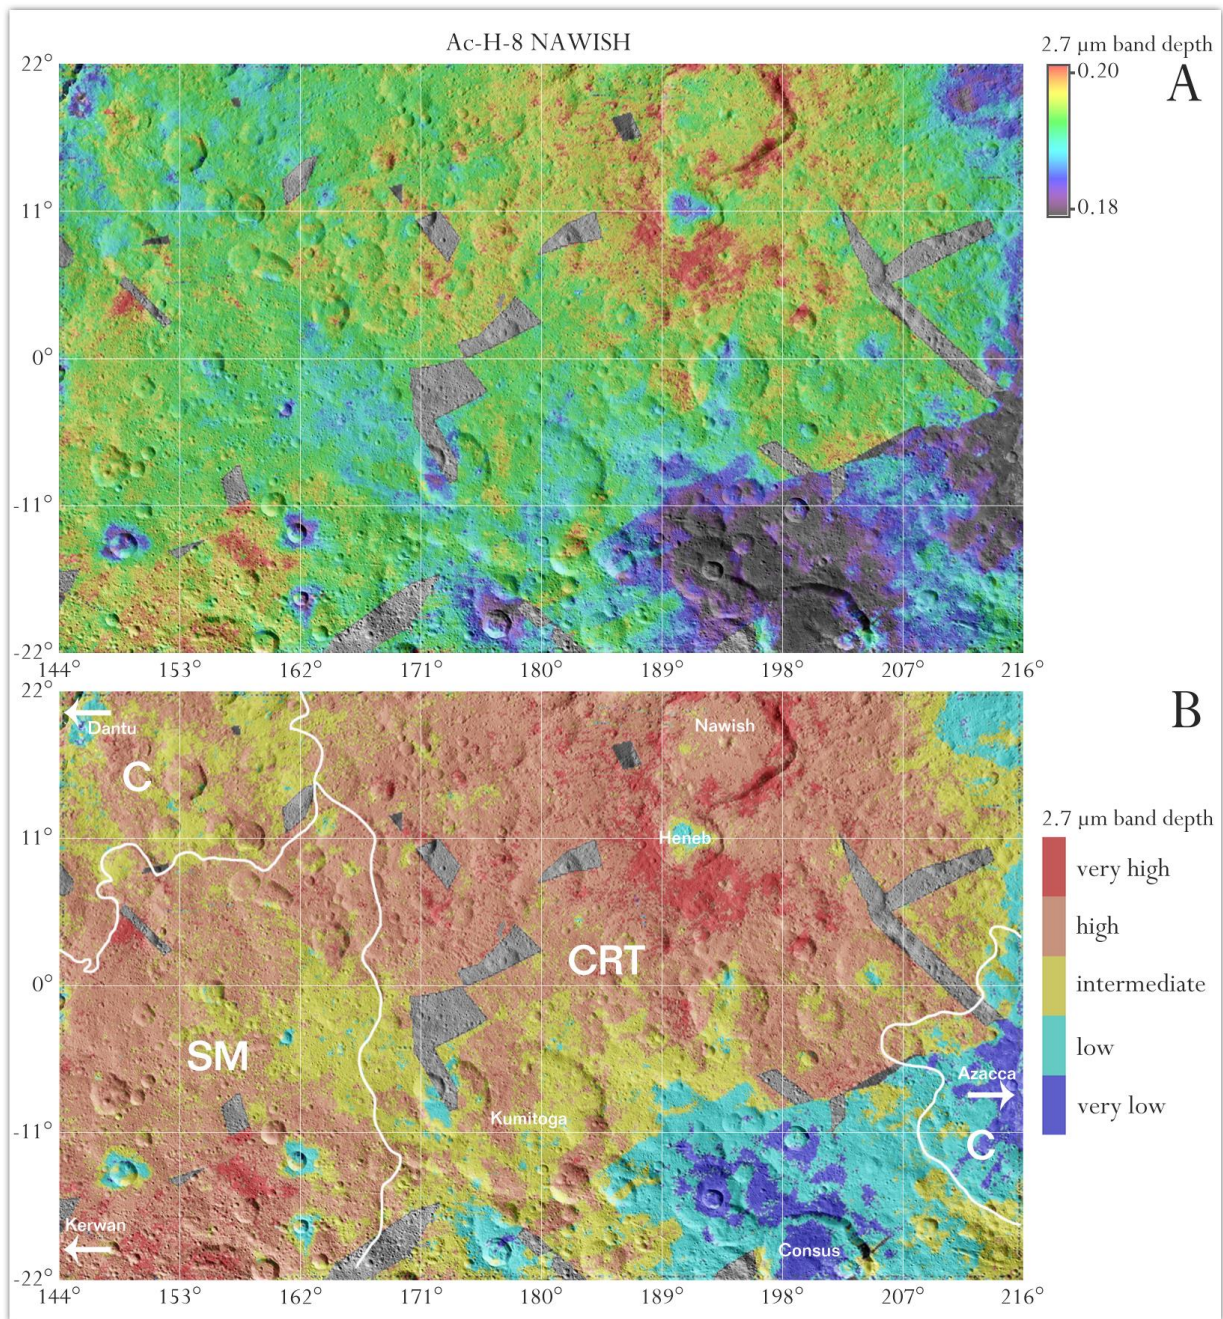 Ac-H-8 NAWISH
2.7 µm band depth
A
0.20
0.18
22°
11°
0°
-11°
-22°
144° 153° 162° 171° 180° 189° 198° 207° 216°
B
22°
11°
0°
-11°
-22°
Dantu
C
Nawish
Heneb
CRT
SM
Kumitoga
Azacca
C
Kerwan
Consus
2.7 µm band depth
very high
high
intermediate
low
very low
144° 153° 162° 171° 180° 189° 198° 207° 216°